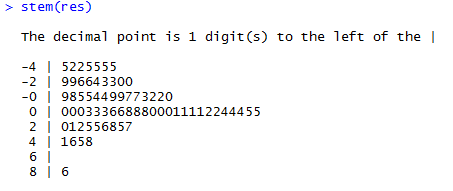 > stem(res)
The decimal point is 1 digit(s) to the left of the |
-4 | 5225555
-2 | 996643300
-0 | 98554499773220
0 | 0003336688800011112244455
2 | 012556857
4 | 1658
6 |
8 | 6